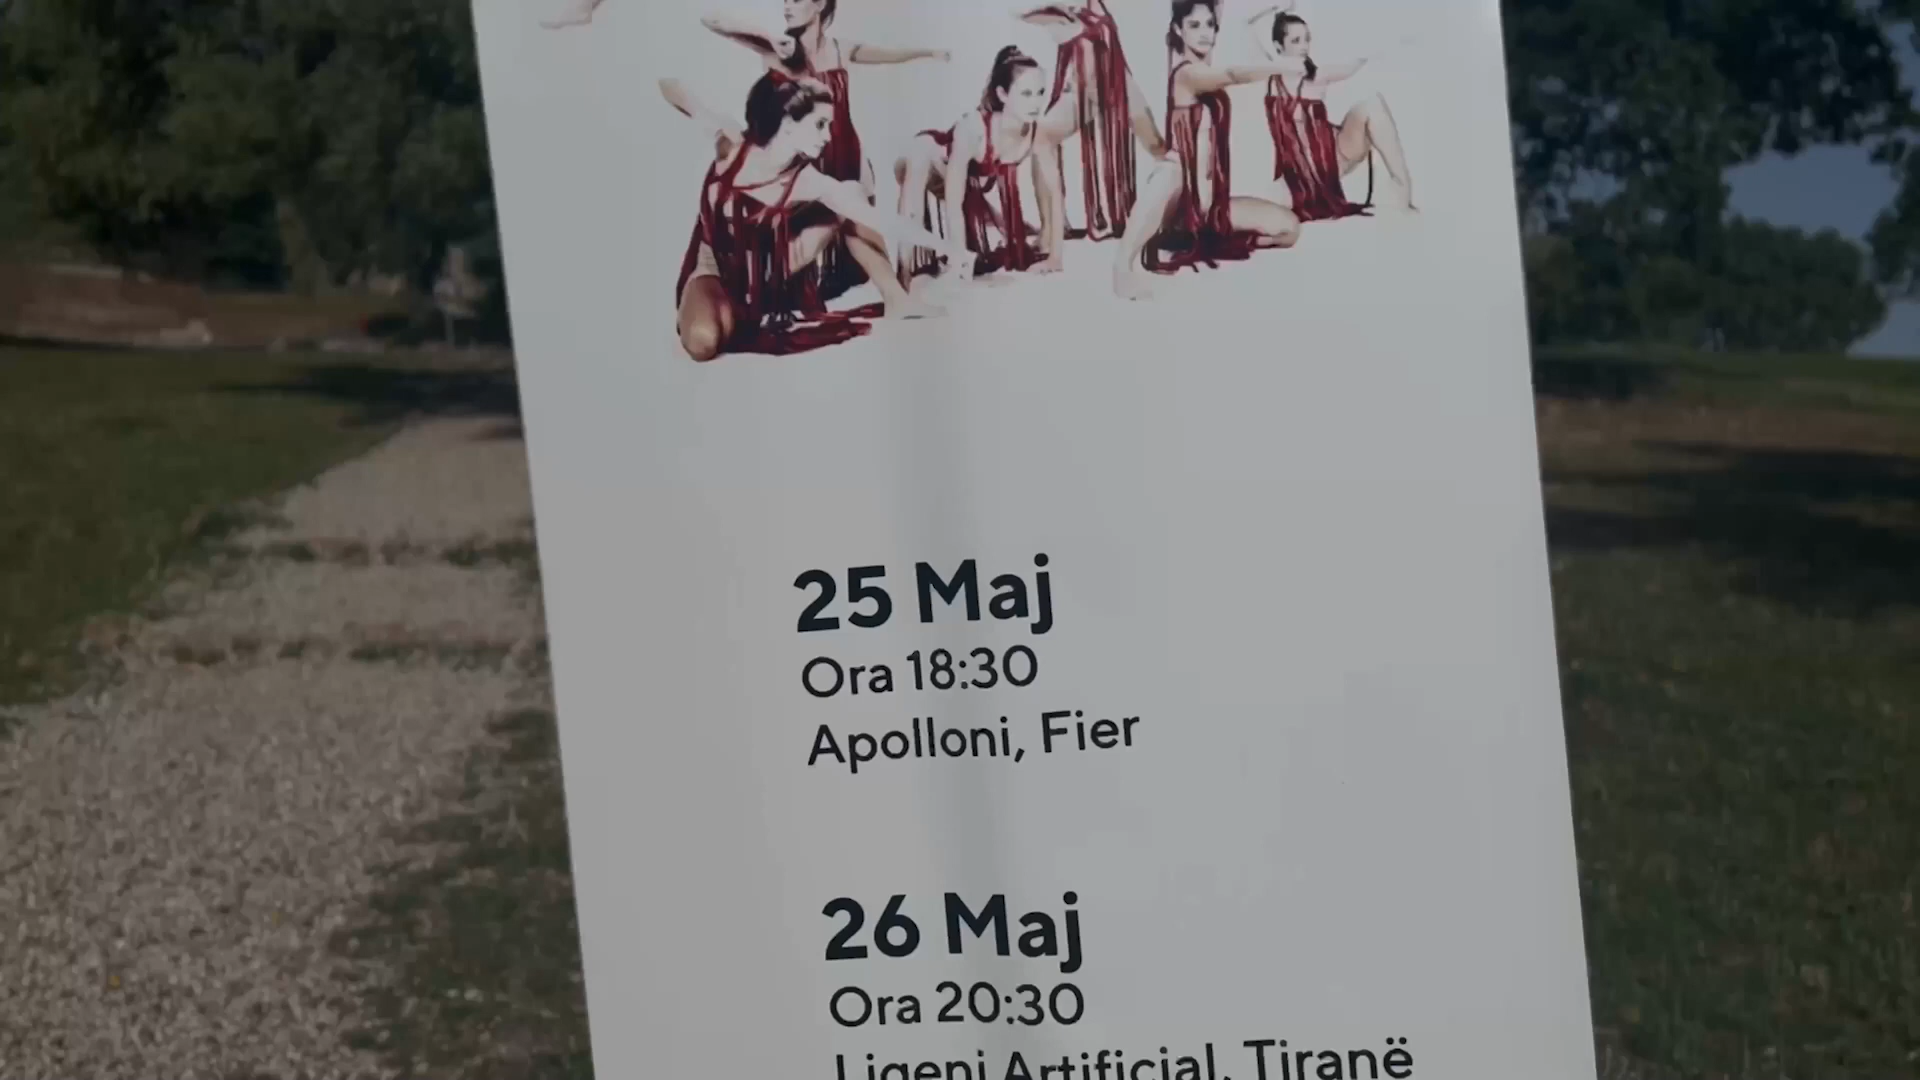 25 Maj
Ora 18:30
Apolloni, Fier
26 Maj
Ora 20:30
Liqeni Artificial, Tiranë